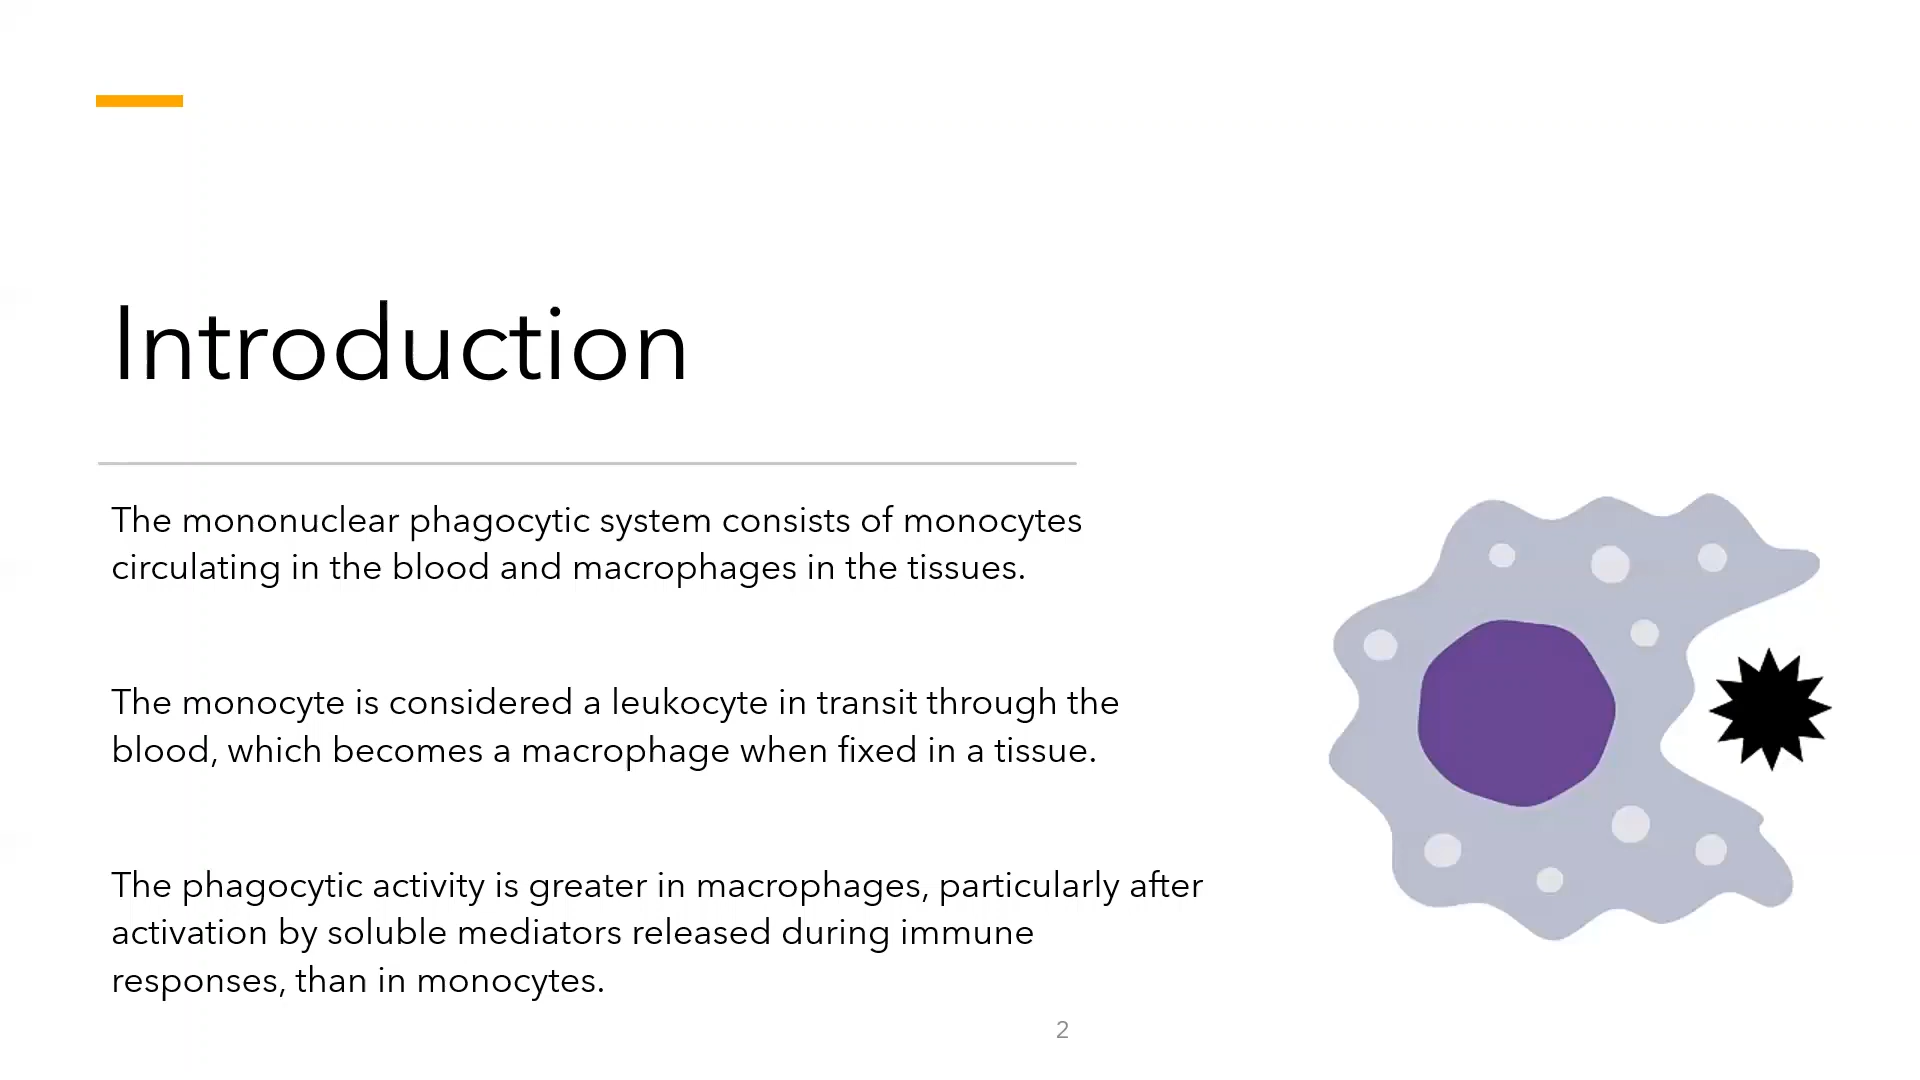 Introduction
The mononuclear phagocytic system consists of monocytes
circulating in the blood and macrophages in the tissues.
The monocyte is considered a leukocyte in transit through the
blood, which becomes a macrophage when fixed in a tissue.
The phagocytic activity is greater in macrophages, particularly after
activation by soluble mediators released during immune
responses, than in monocytes.
2